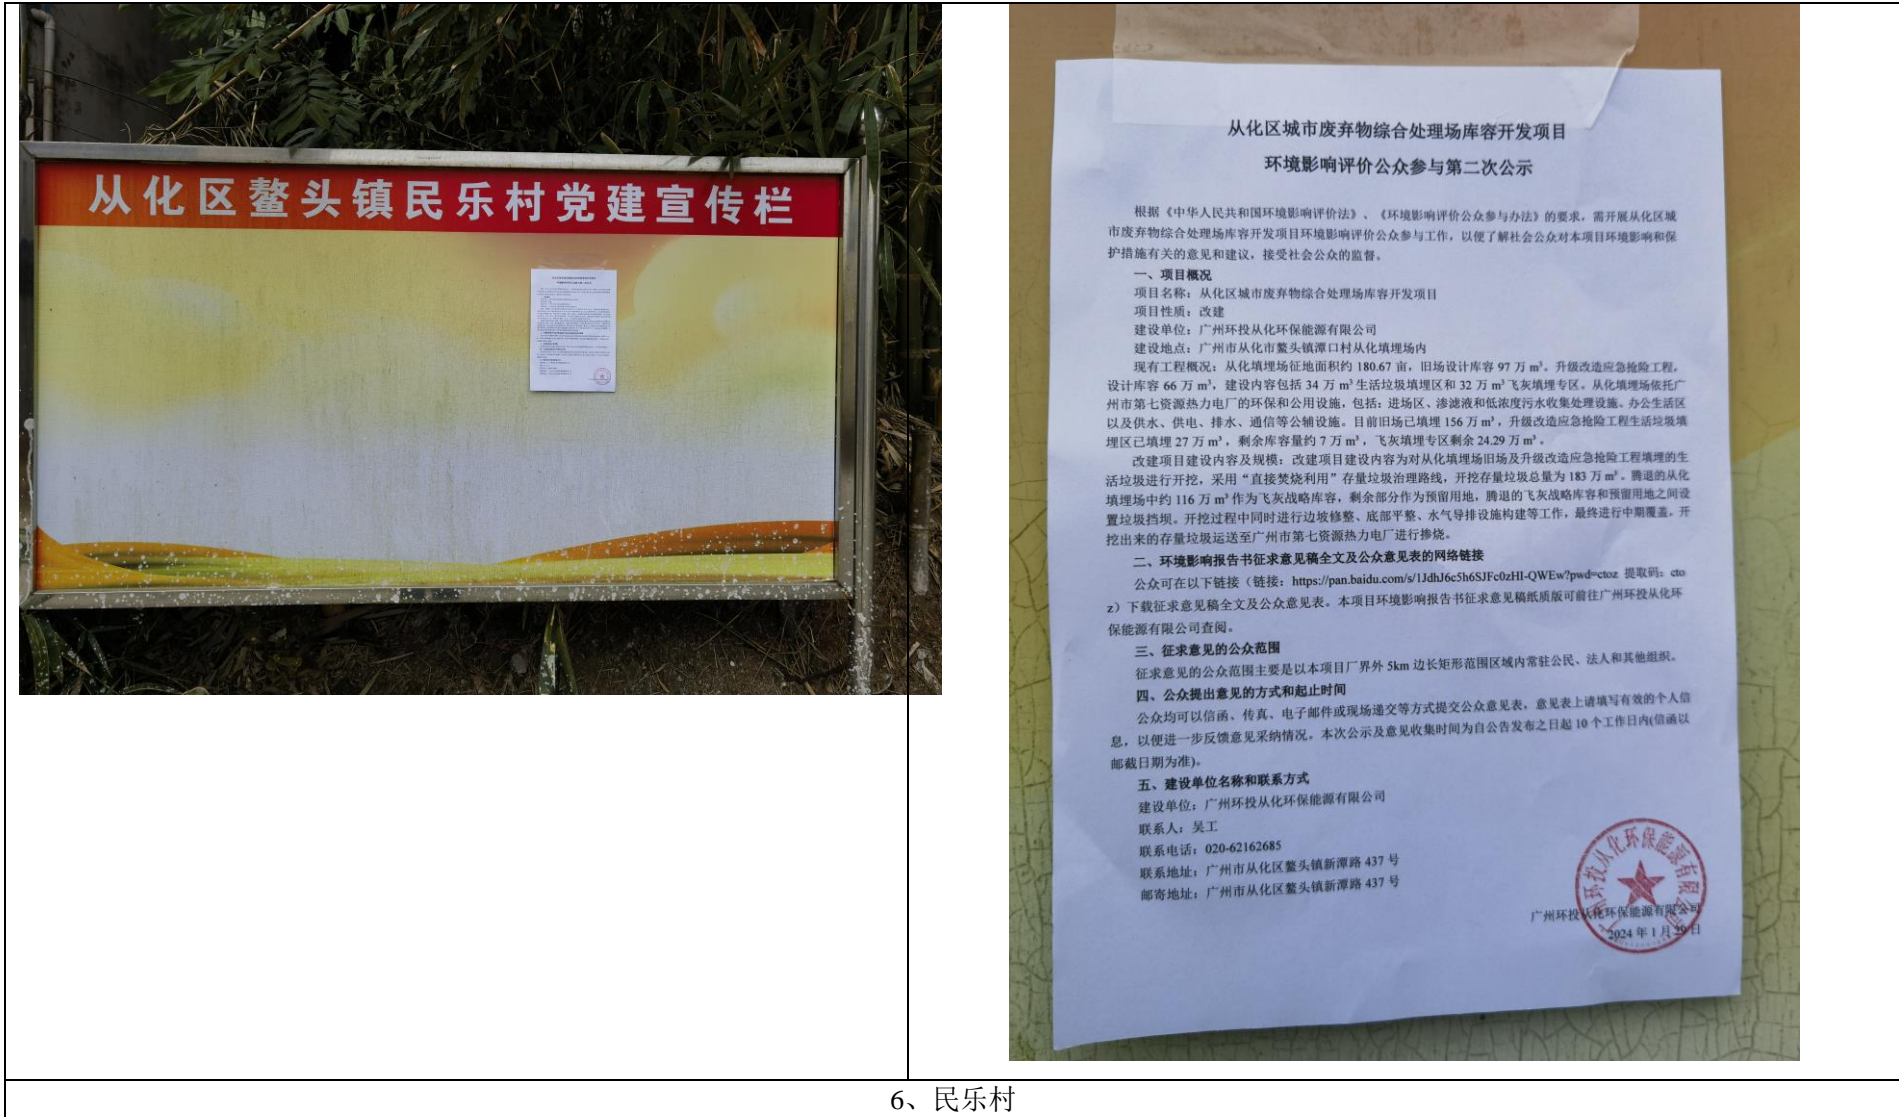 从化区鳌头镇民乐村党建宣传栏
从化区城市废弃物综合处理场库容开发项目
环境影响评价公众参与第二次公示
根据《中华人民共和国环境影响评价法》、《环境影响评价公众参与办法》的要求，需开展从化区城
市废弃物综合处理场库容开发项目环境影响评价公众参与工作，以便了解社会公众对本项目环境影响和保
护措施有关的意见和建议，接受社会公众的监督。
一、项目概况
项目名称：从化区城市废弃物综合处理场库容开发项目
项目性质：改建
建设单位：广州环投从化环保能源有限公司
建设地点：广州市从化市鳌头镇潭口村从化填埋场内
现有工程概况：从化填埋场征地面积约 180.67 亩，旧场设计库容 97 万 m³。升级改造应急抢险工程，
设计库容 66 万 m³，建设内容包括 34 万 m³ 生活垃圾填埋区和 32 万 m³ 飞灰填埋专区。从化填埋场依托广
州市第七资源热力电厂的环保和公用设施，包括：进场区、渗滤液和低浓度污水收集处理设施、办公生活区
以及供水、供电、排水、通信等公辅设施。目前旧场已填埋 156 万 m³，升级改造应急抢险工程生活垃圾填
埋区已填埋 27 万 m³，剩余库容量约 7 万 m³，飞灰填埋专区剩余 24.29 万 m³。
改建项目建设内容及规模：改建项目建设内容为对从化填埋场旧场及升级改造应急抢险工程填埋的生
活垃圾进行开挖，采用“直接焚烧利用”存量垃圾治理路线，开挖存量垃圾总量为 183 万 m³。腾退的从化
填埋场中约 116 万 m³ 作为飞灰战略库容，剩余部分作为预留用地，腾退的飞灰战略库容和预留用地之间设
置垃圾挡坝。开挖过程中同时进行边坡修整、底部平整、水气导排设施构建等工作，最终进行中期覆盖，开
挖出来的存量垃圾运送至广州市第七资源热力电厂进行掺烧。
二、环境影响报告书征求意见稿全文及公众意见表的网络链接
公众可在以下链接（链接：https://pan.baidu.com/s/1JdhJ6c5h6SJFc0zHI-QWEw?pwd=ctoz 提取码：cto
z）下载征求意见稿全文及公众意见表。本项目环境影响报告书征求意见稿纸质版可前往广州环投从化环
保能源有限公司查阅。
三、征求意见的公众范围
征求意见的公众范围主要是以本项目厂界外 5km 边长矩形范围区域内常驻公民、法人和其他组织。
四、公众提出意见的方式和起止时间
公众均可以信函、传真、电子邮件或现场递交等方式提交公众意见表，意见表上请填写有效的个人信
息，以便进一步反馈意见采纳情况。本次公示及意见收集时间为自公告发布之日起 10 个工作日内(信函以
邮戳日期为准)。
五、建设单位名称和联系方式
建设单位：广州环投从化环保能源有限公司
联系人：吴工
联系电话：020-62162685
联系地址：广州市从化区鳌头镇新潭路 437 号
邮寄地址：广州市从化区鳌头镇新潭路 437 号
广州环投从化环保能源有限公司
广州环投从化环保能源有限公司
2024 年 1 月 29 日
6、民乐村